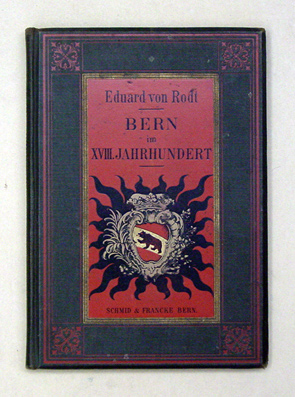 Eduard von Rodt
BERN
im
XVIII. JAHRHUNDERT
SCHMID & FRANCKE BERN.